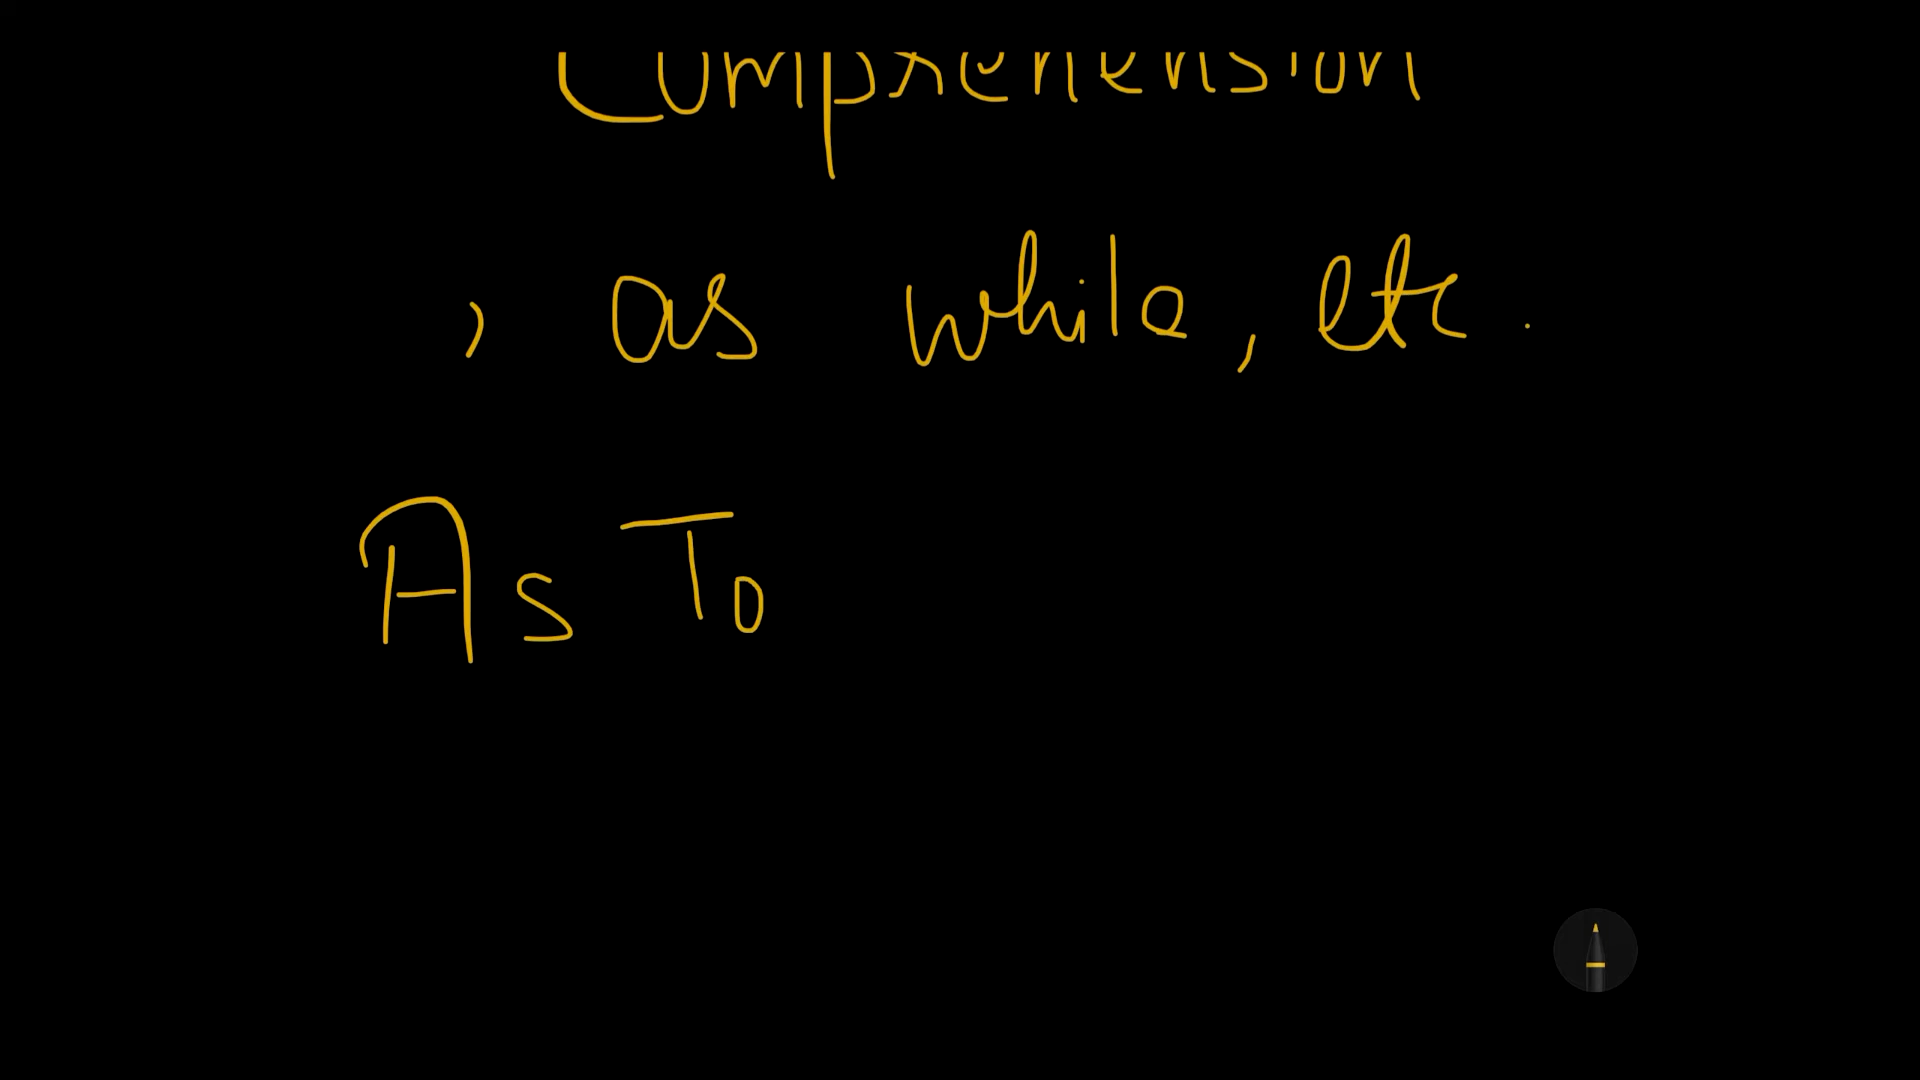 Comprehension
, as while, etc.
As To